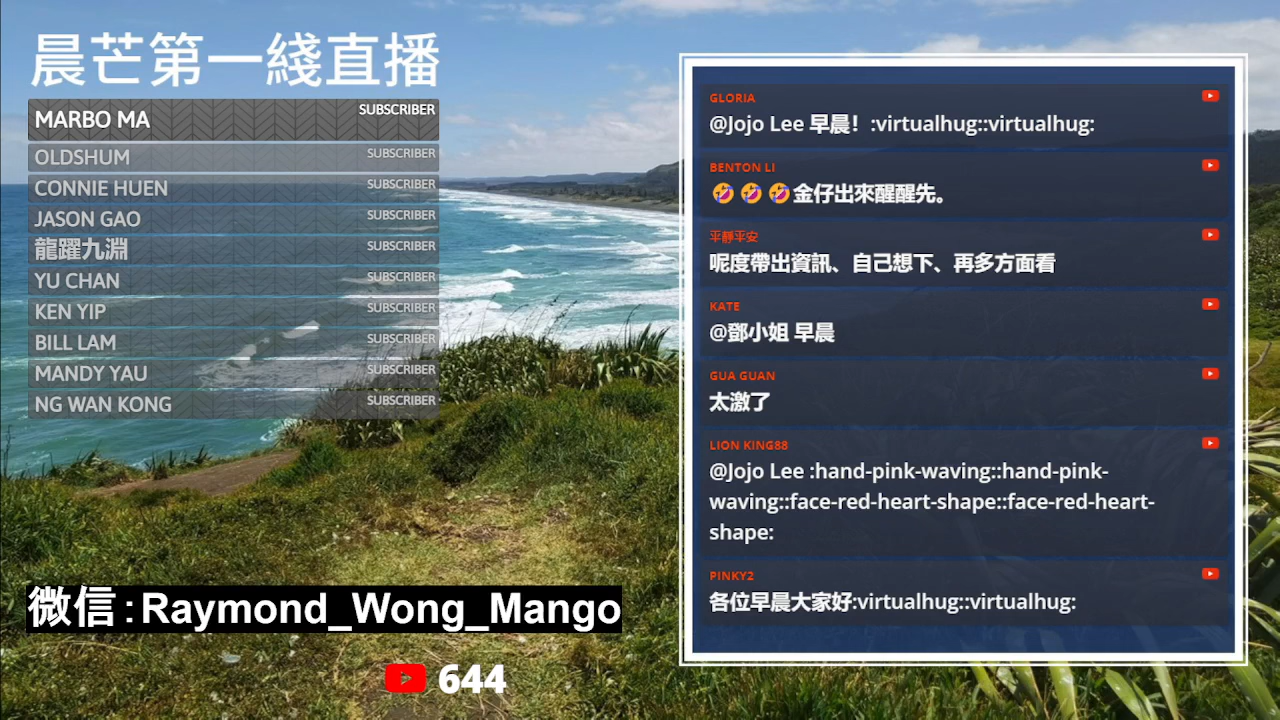 晨芒第一綫直播
MARBO MA SUBSCRIBER
OLDSHUM SUBSCRIBER
CONNIE HUEN SUBSCRIBER
JASON GAO SUBSCRIBER
龍躍九淵 SUBSCRIBER
YU CHAN SUBSCRIBER
KEN YIP SUBSCRIBER
BILL LAM SUBSCRIBER
MANDY YAU SUBSCRIBER
NG WAN KONG SUBSCRIBER
微信:Raymond_Wong_Mango
644
GLORIA
@Jojo Lee 早晨！:virtualhug::virtualhug:
BENTON LI
🤣🤣🤣金仔出來醒醒先。
平靜平安
呢度帶出資訊、自己想下、再多方面看
KATE
@鄧小姐 早晨
GUA GUAN
太激了
LION KING88
@Jojo Lee :hand-pink-waving::hand-pink-
waving::face-red-heart-shape::face-red-heart-
shape:
PINKY2
各位早晨大家好:virtualhug::virtualhug: